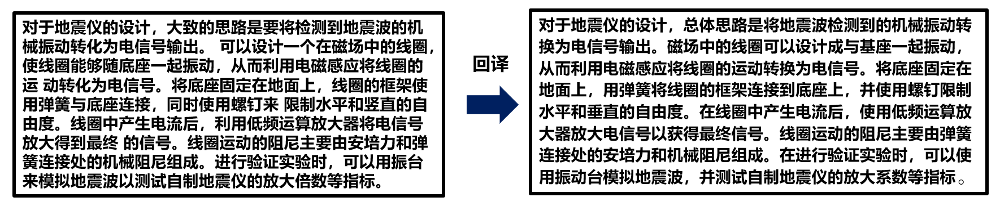 对于地震仪的设计，大致的思路是要将检测到地震波的机
械振动转化为电信号输出。 可以设计一个在磁场中的线圈，
使线圈能够随底座一起振动，从而利用电磁感应将线圈的
运 动转化为电信号。将底座固定在地面上，线圈的框架使
用弹簧与底座连接，同时使用螺钉来 限制水平和竖直的自
由度。线圈中产生电流后，利用低频运算放大器将电信号
放大得到最终 的信号。线圈运动的阻尼主要由安培力和弹
簧连接处的机械阻尼组成。进行验证实验时，可以用振台
来模拟地震波以测试自制地震仪的放大倍数等指标。
回译
对于地震仪的设计，总体思路是将地震波检测到的机械振动转
换为电信号输出。磁场中的线圈可以设计成与基座一起振动，
从而利用电磁感应将线圈的运动转换为电信号。将底座固定在
地面上，用弹簧将线圈的框架连接到底座上，并使用螺钉限制
水平和垂直的自由度。在线圈中产生电流后，使用低频运算放
大器放大电信号以获得最终信号。线圈运动的阻尼主要由弹簧
连接处的安培力和机械阻尼组成。在进行验证实验时，可以使
用振动台模拟地震波，并测试自制地震仪的放大系数等指标。